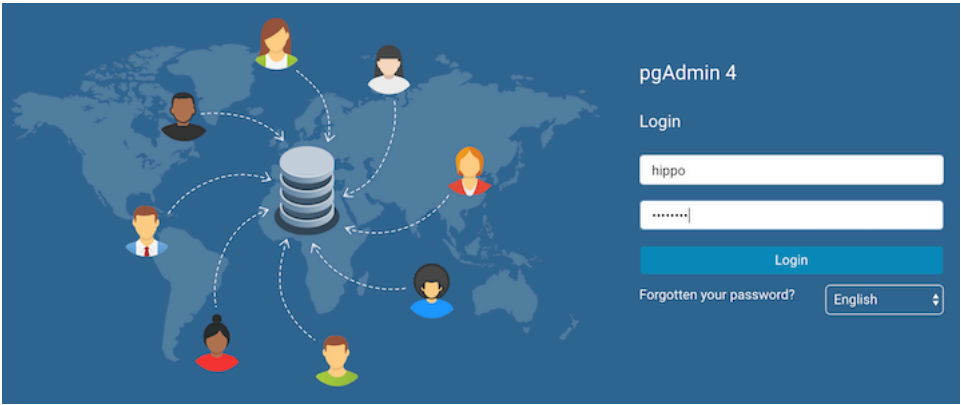 pgAdmin 4
Login
hippo
••••••••
Login
Forgotten your password?
English